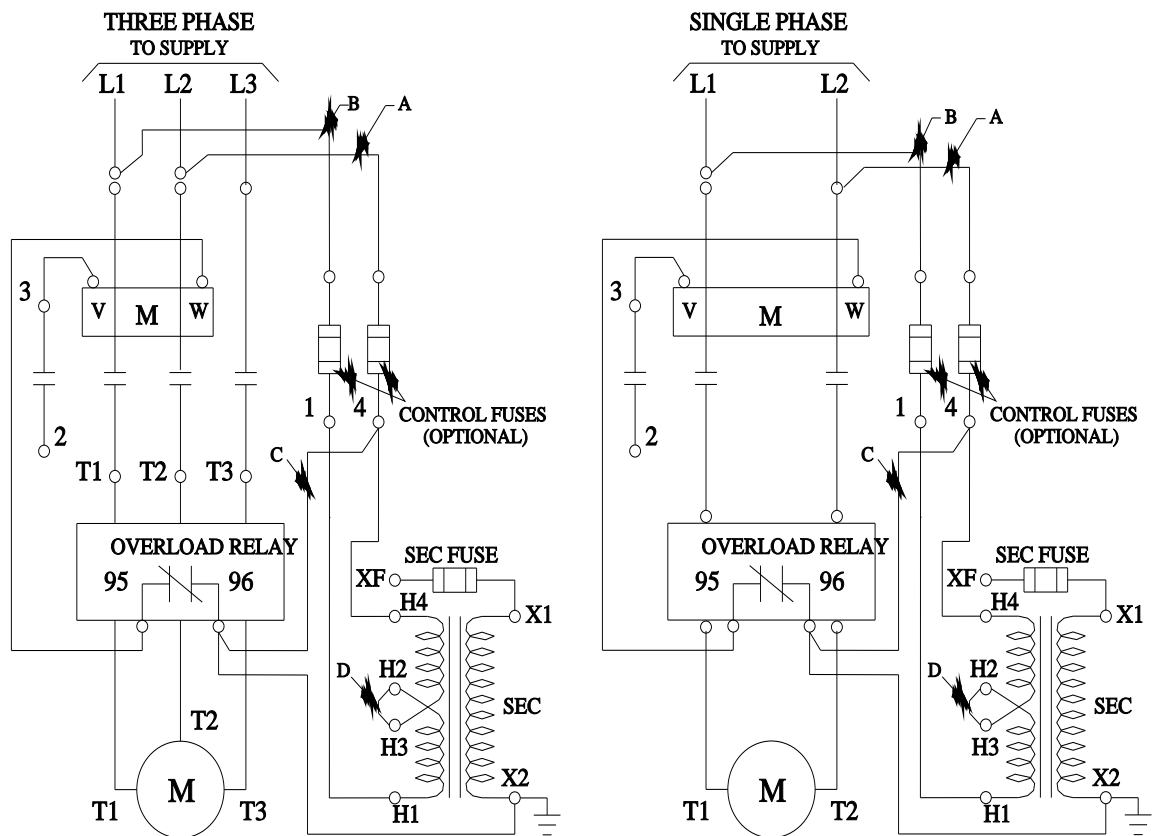 THREE PHASE
TO SUPPLY
L1 L2 L3
B
A
3
V M W
2
1 4
CONTROL FUSES
(OPTIONAL)
C
T1 T2 T3
OVERLOAD RELAY
95 96
SEC FUSE
XF
H4
X1
D
H2
H3
SEC
X2
H1
T2
T1 M T3
SINGLE PHASE
TO SUPPLY
L1 L2
B
A
3
V M W
2
1 4
CONTROL FUSES
(OPTIONAL)
C
OVERLOAD RELAY
95 96
SEC FUSE
XF
H4
X1
D
H2
H3
SEC
X2
H1
T1 M T2